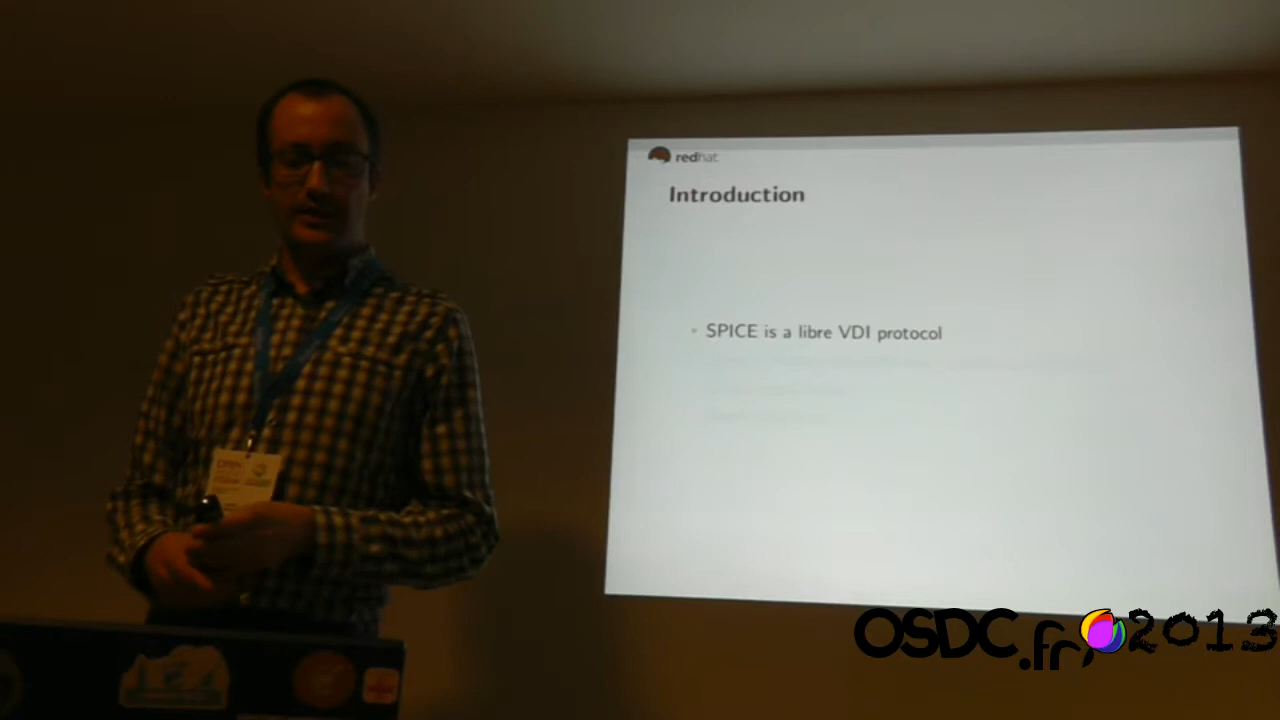 redhat
Introduction
SPICE is a libre VDI protocol
OSDC.fr 2013